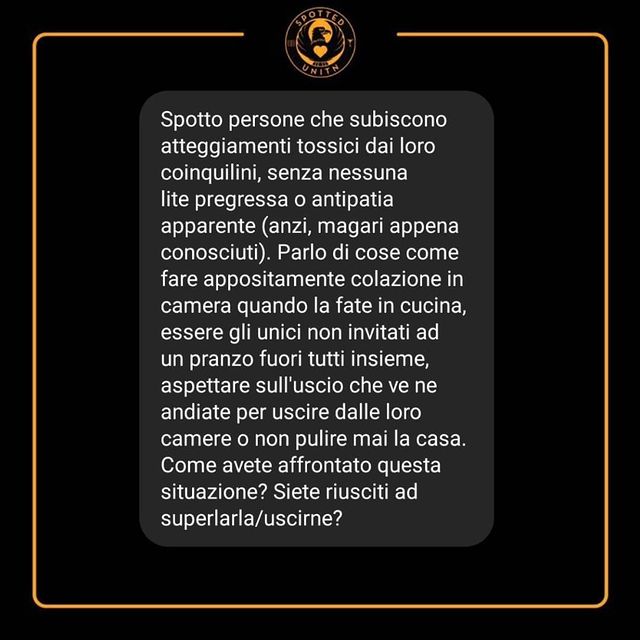 SPOTTED
UNITN
Spotto persone che subiscono
atteggiamenti tossici dai loro
coinquilini, senza nessuna
lite pregressa o antipatia
apparente (anzi, magari appena
conosciuti). Parlo di cose come
fare appositamente colazione in
camera quando la fate in cucina,
essere gli unici non invitati ad
un pranzo fuori tutti insieme,
aspettare sull'uscio che ve ne
andiate per uscire dalle loro
camere o non pulire mai la casa.
Come avete affrontato questa
situazione? Siete riusciti ad
superlarla/uscirne?